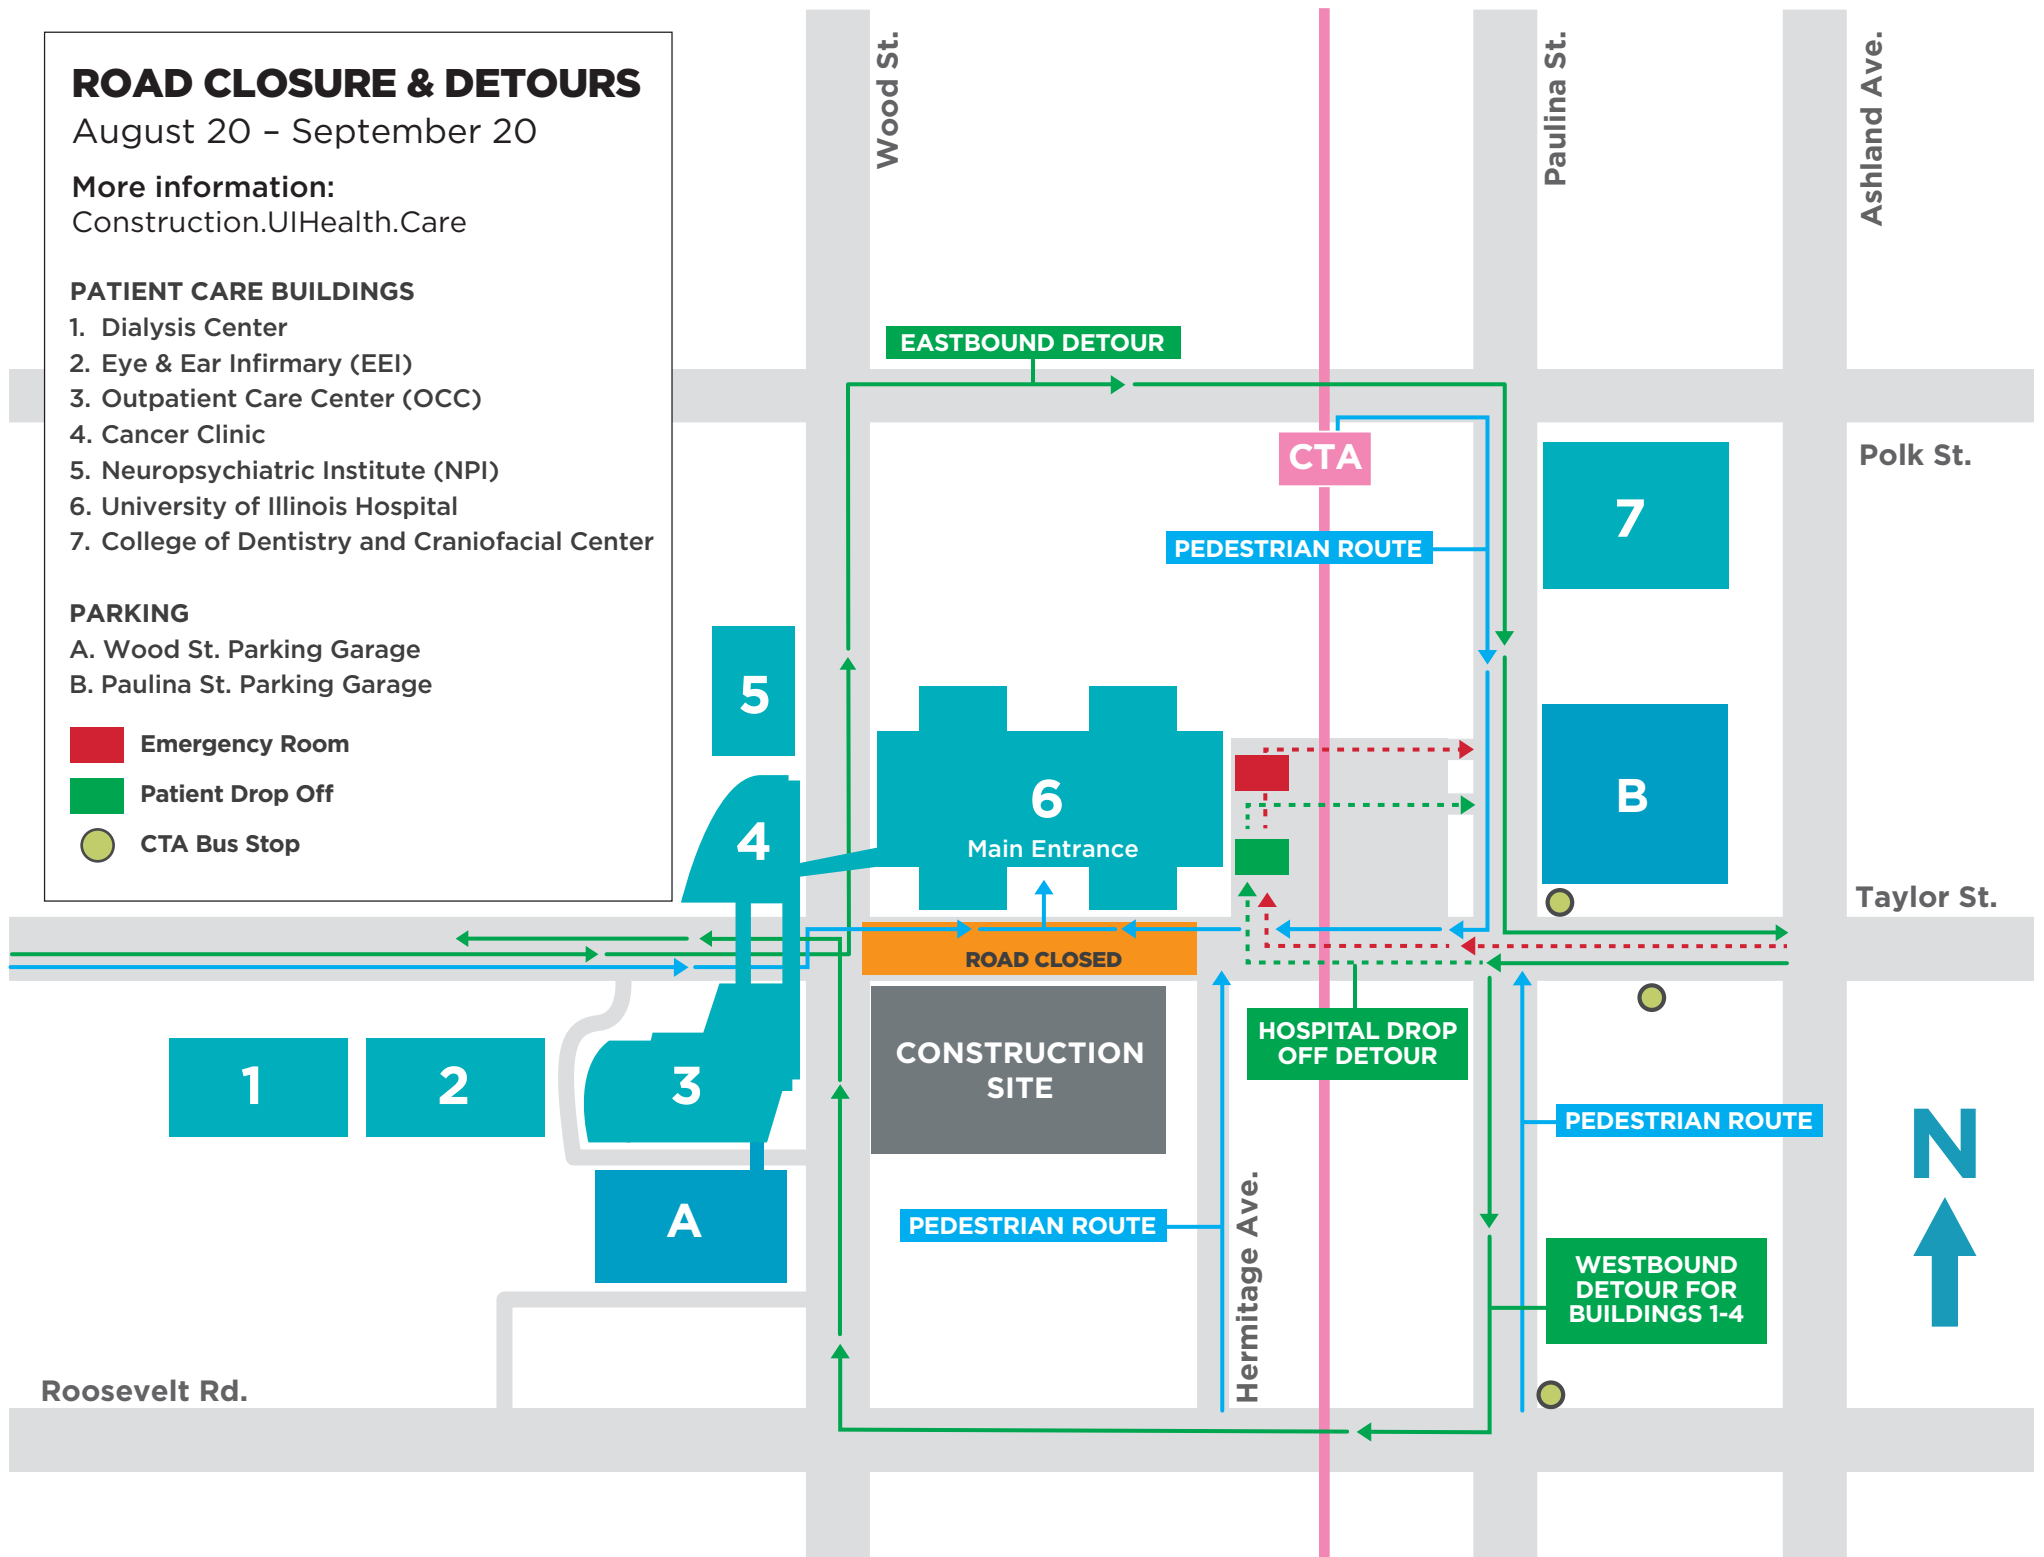 ROAD CLOSURE & DETOURS
August 20 – September 20
More information:
Construction.UIHealth.Care
PATIENT CARE BUILDINGS
1. Dialysis Center
2. Eye & Ear Infirmary (EEI)
3. Outpatient Care Center (OCC)
4. Cancer Clinic
5. Neuropsychiatric Institute (NPI)
6. University of Illinois Hospital
7. College of Dentistry and Craniofacial Center
PARKING
A. Wood St. Parking Garage
B. Paulina St. Parking Garage
Emergency Room
Patient Drop Off
CTA Bus Stop
Wood St.
Paulina St.
Ashland Ave.
EASTBOUND DETOUR
CTA
Polk St.
7
PEDESTRIAN ROUTE
5
6
Main Entrance
B
4
Taylor St.
ROAD CLOSED
CONSTRUCTION
SITE
HOSPITAL DROP
OFF DETOUR
1
2
3
PEDESTRIAN ROUTE
N
A
PEDESTRIAN ROUTE
Hermitage Ave.
WESTBOUND
DETOUR FOR
BUILDINGS 1-4
Roosevelt Rd.